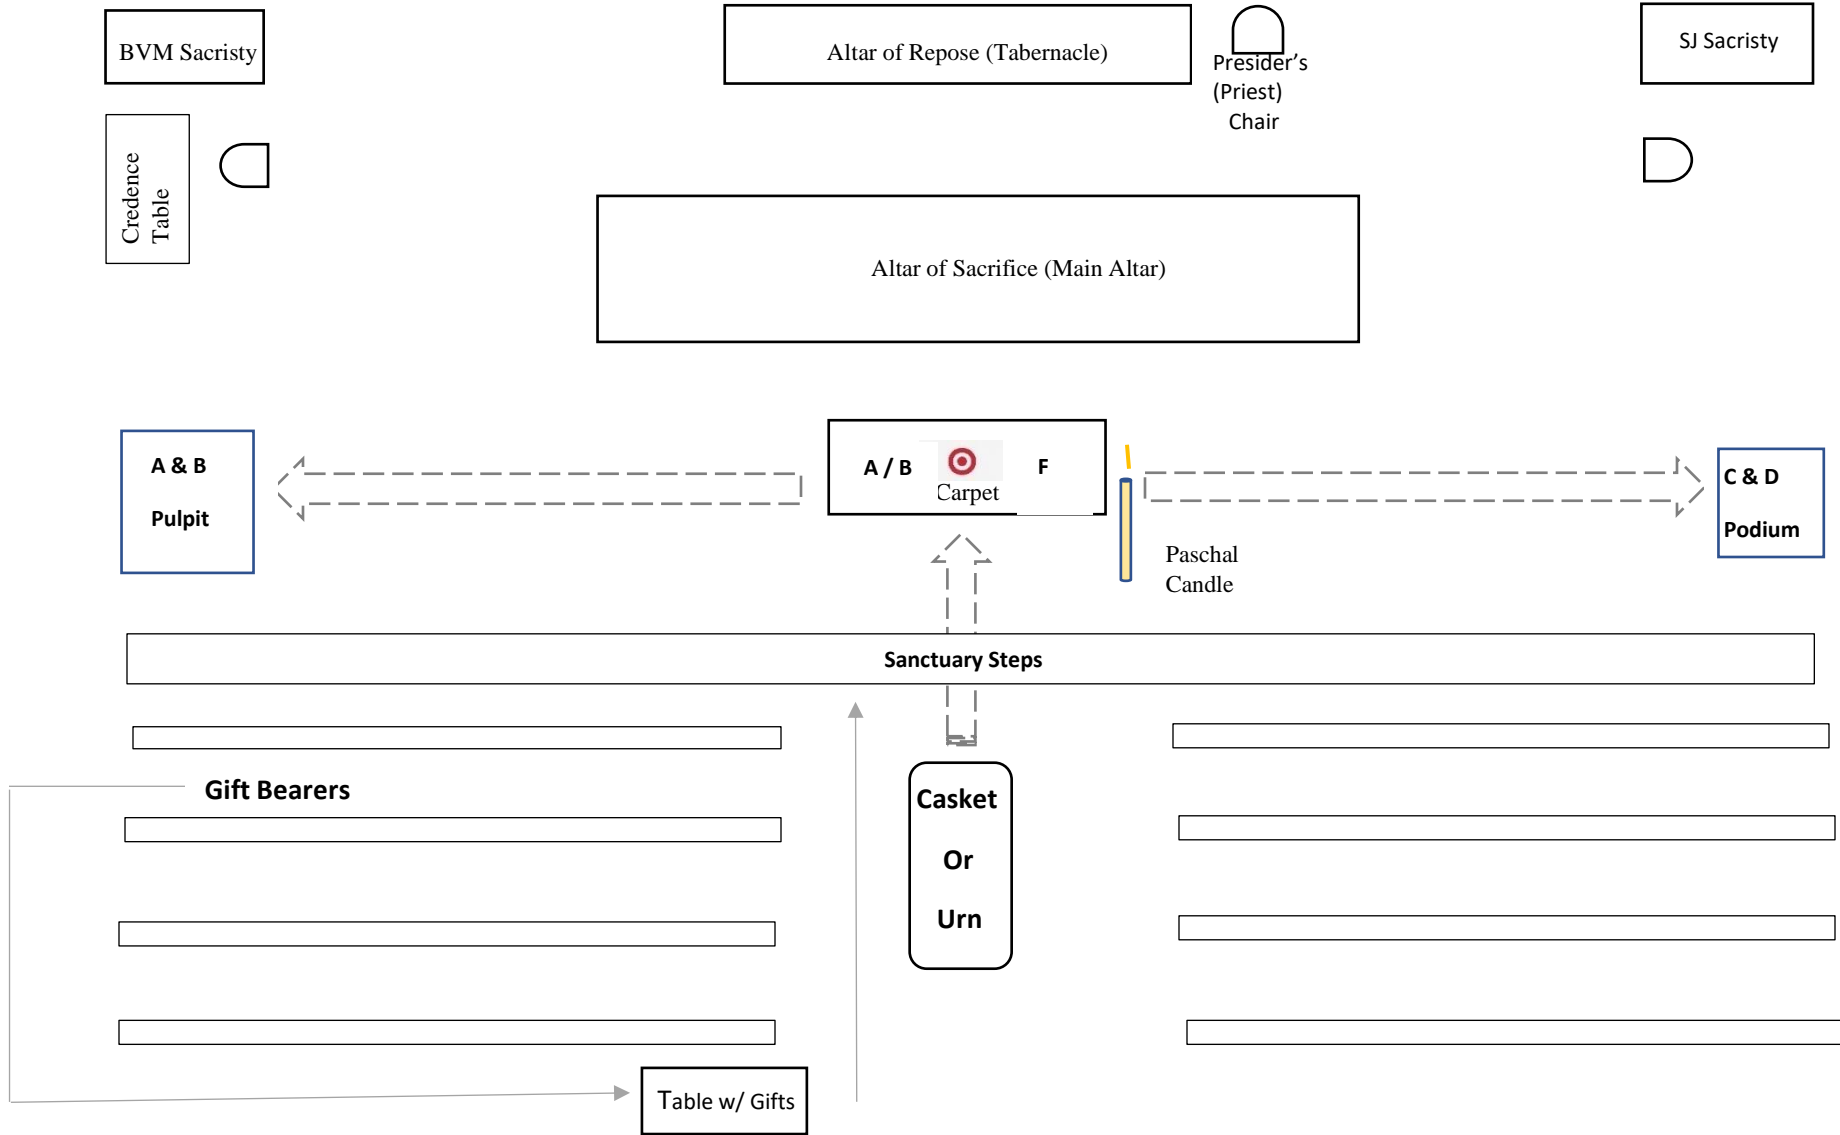 BVM Sacristy
Altar of Repose (Tabernacle)
Presider’s
(Priest)
Chair
SJ Sacristy
Credence
Table
Altar of Sacrifice (Main Altar)
A & B
Pulpit
A / B
F
Carpet
C & D
Podium
Paschal
Candle
Sanctuary Steps
Gift Bearers
Casket
Or
Urn
Table w/ Gifts